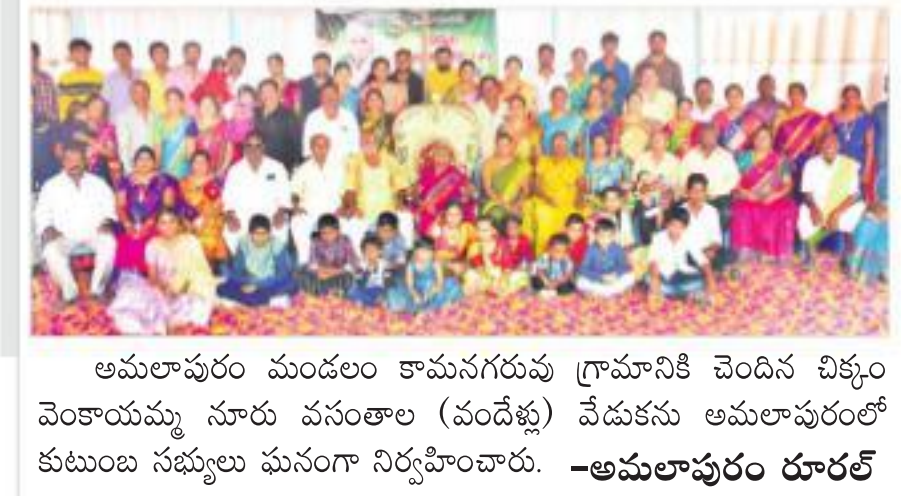 అమలాపురం మండలం కామనగరువు గ్రామానికి చెందిన చిక్కం
వెంకాయమ్మ నూరు వసంతాల (వందేళ్లు) వేడుకను అమలాపురంలో
కుటుంబ సభ్యులు ఘనంగా నిర్వహించారు. –అమలాపురం రూరల్